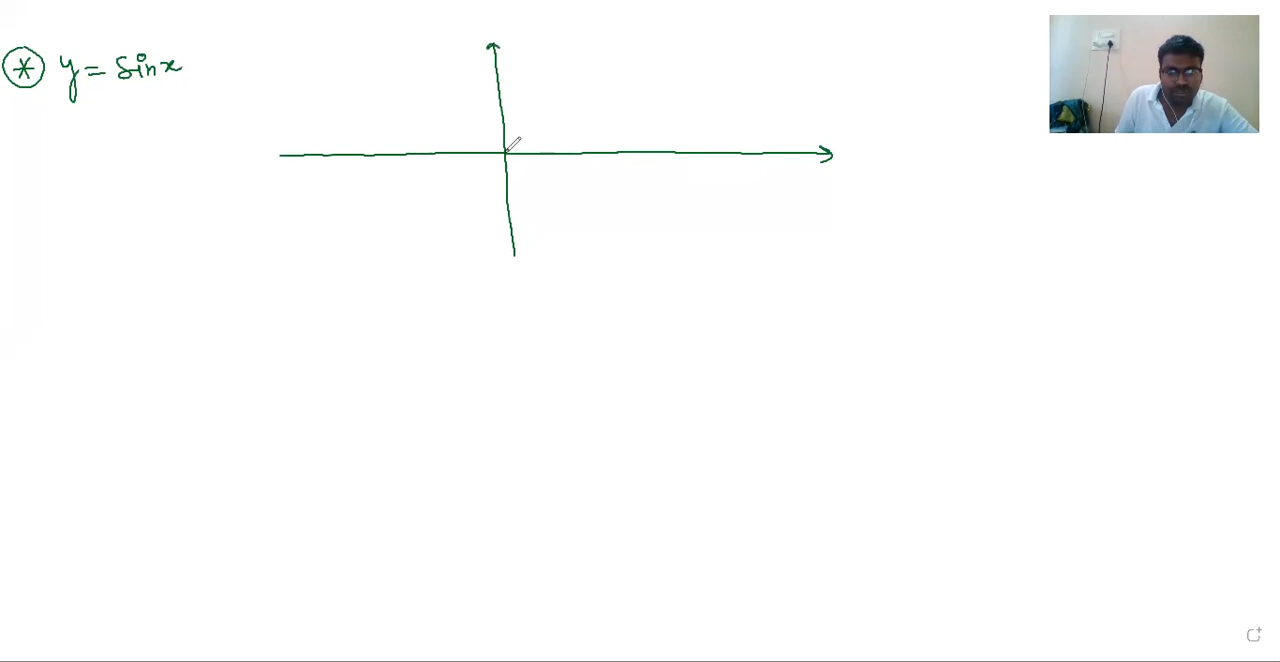 ⊛ y = sin x